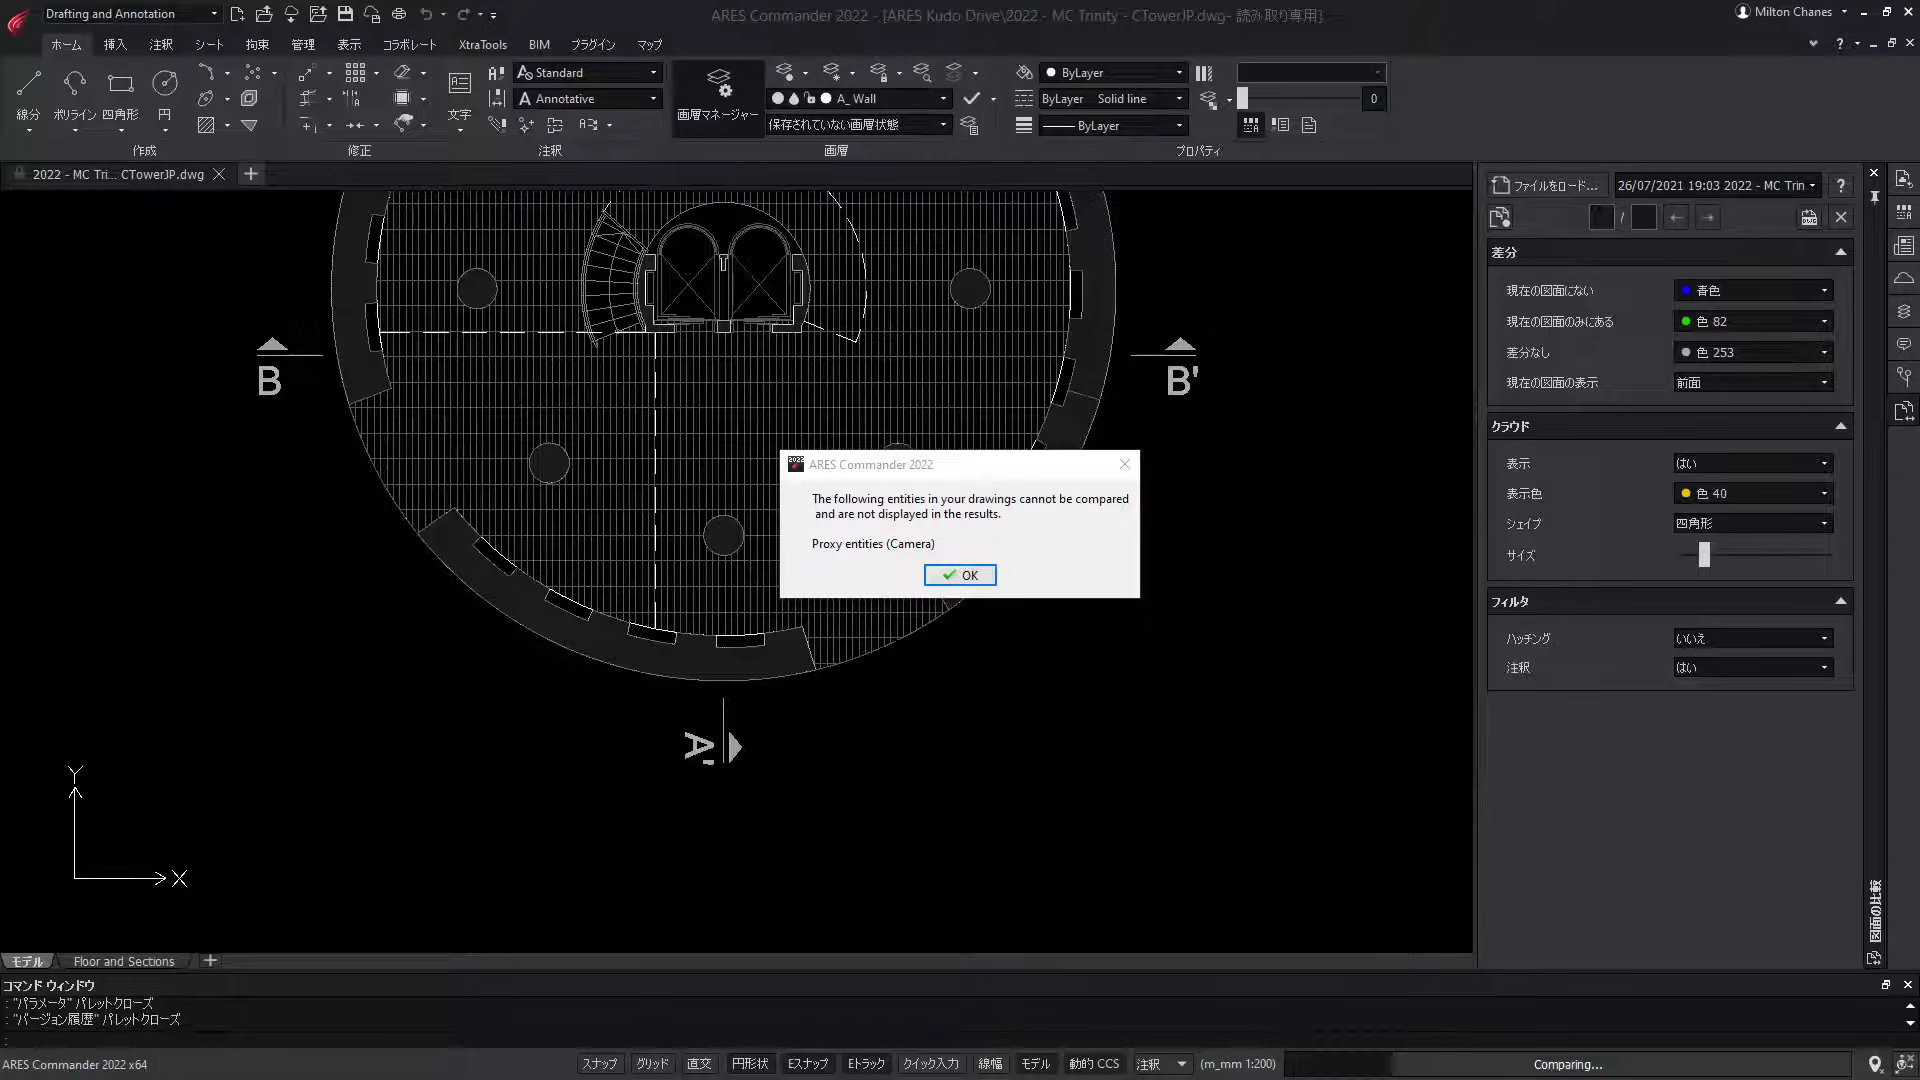 Drafting and Annotation
ARES Commander 2022 - [ARES Kudo Drive\2022 - MC Trinity - CTowerJP.dwg- 読み取り専用]
Milton Chanes
ホーム 挿入 注釈 シート 拘束 管理 表示 コラボレート XtraTools BIM プラグイン マップ
?
線分 ポリライン 四角形 円
作成
修正
文字
Standard
Annotative
注釈
画層マネージャー
A_ Wall
保存されていない画層状態
画層
ByLayer
ByLayer Solid line
ByLayer
0
プロパティ
2022 - MC Tri... CTowerJP.dwg
B
B'
A'
Y
X
ARES Commander 2022
The following entities in your drawings cannot be compared
and are not displayed in the results.
Proxy entities (Camera)
OK
ファイルをロード... 26/07/2021 19:03 2022 - MC Trin ?
/
差分
現在の図面にない 青色
現在の図面のみにある 色 82
差分なし 色 253
現在の図面の表示 前面
クラウド
表示 はい
表示色 色 40
シェイプ 四角形
サイズ
フィルタ
ハッチング いいえ
注釈 はい
図面の比較
モデル Floor and Sections
コマンド ウィンドウ
: "パラメータ" パレットクローズ
: "バージョン履歴" パレットクローズ
:
ARES Commander 2022 x64
スナップ グリッド 直交 円形状 Eスナップ Eトラック クイック入力 線幅 モデル 動的 CCS 注釈 (m_mm 1:200) Comparing...